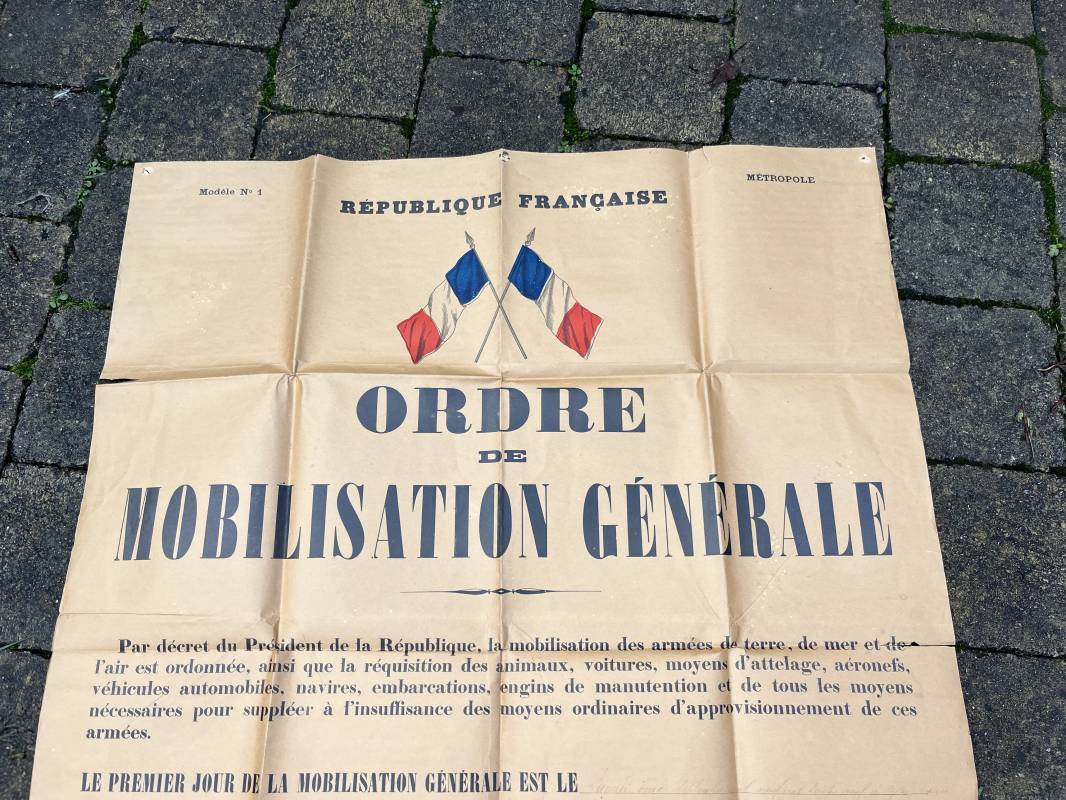 Modèle Nº 1
MÉTROPOLE
RÉPUBLIQUE FRANÇAISE
ORDRE
DE
MOBILISATION GÉNÉRALE
Par décret du Président de la République, la mobilisation des armées de terre, de mer et de
l'air est ordonnée, ainsi que la réquisition des animaux, voitures, moyens d'attelage, aéronefs,
véhicules automobiles, navires, embarcations, engins de manutention et de tous les moyens
nécessaires pour suppléer à l'insuffisance des moyens ordinaires d'approvisionnement de ces
armées.
LE PREMIER JOUR DE LA MOBILISATION GÉNÉRALE EST LE